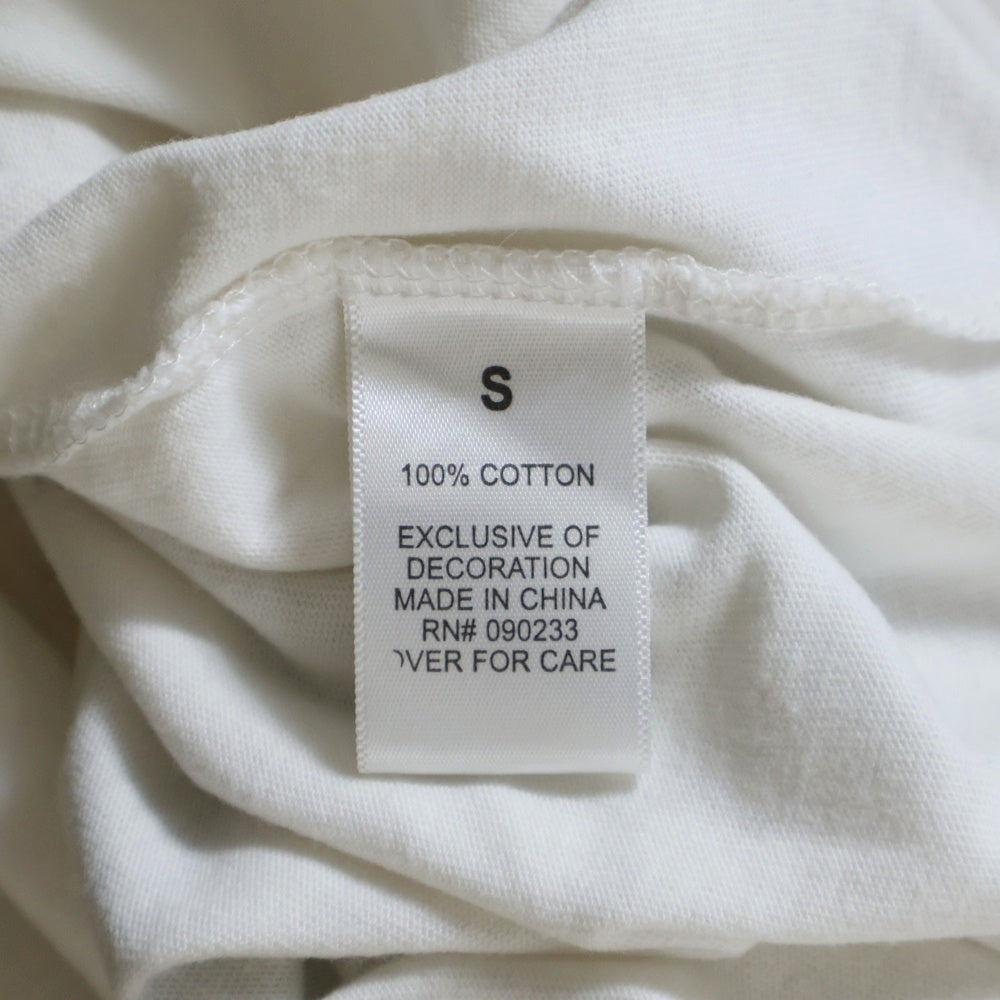 S
100% COTTON
EXCLUSIVE OF
DECORATION
MADE IN CHINA
RN# 090233
OVER FOR CARE